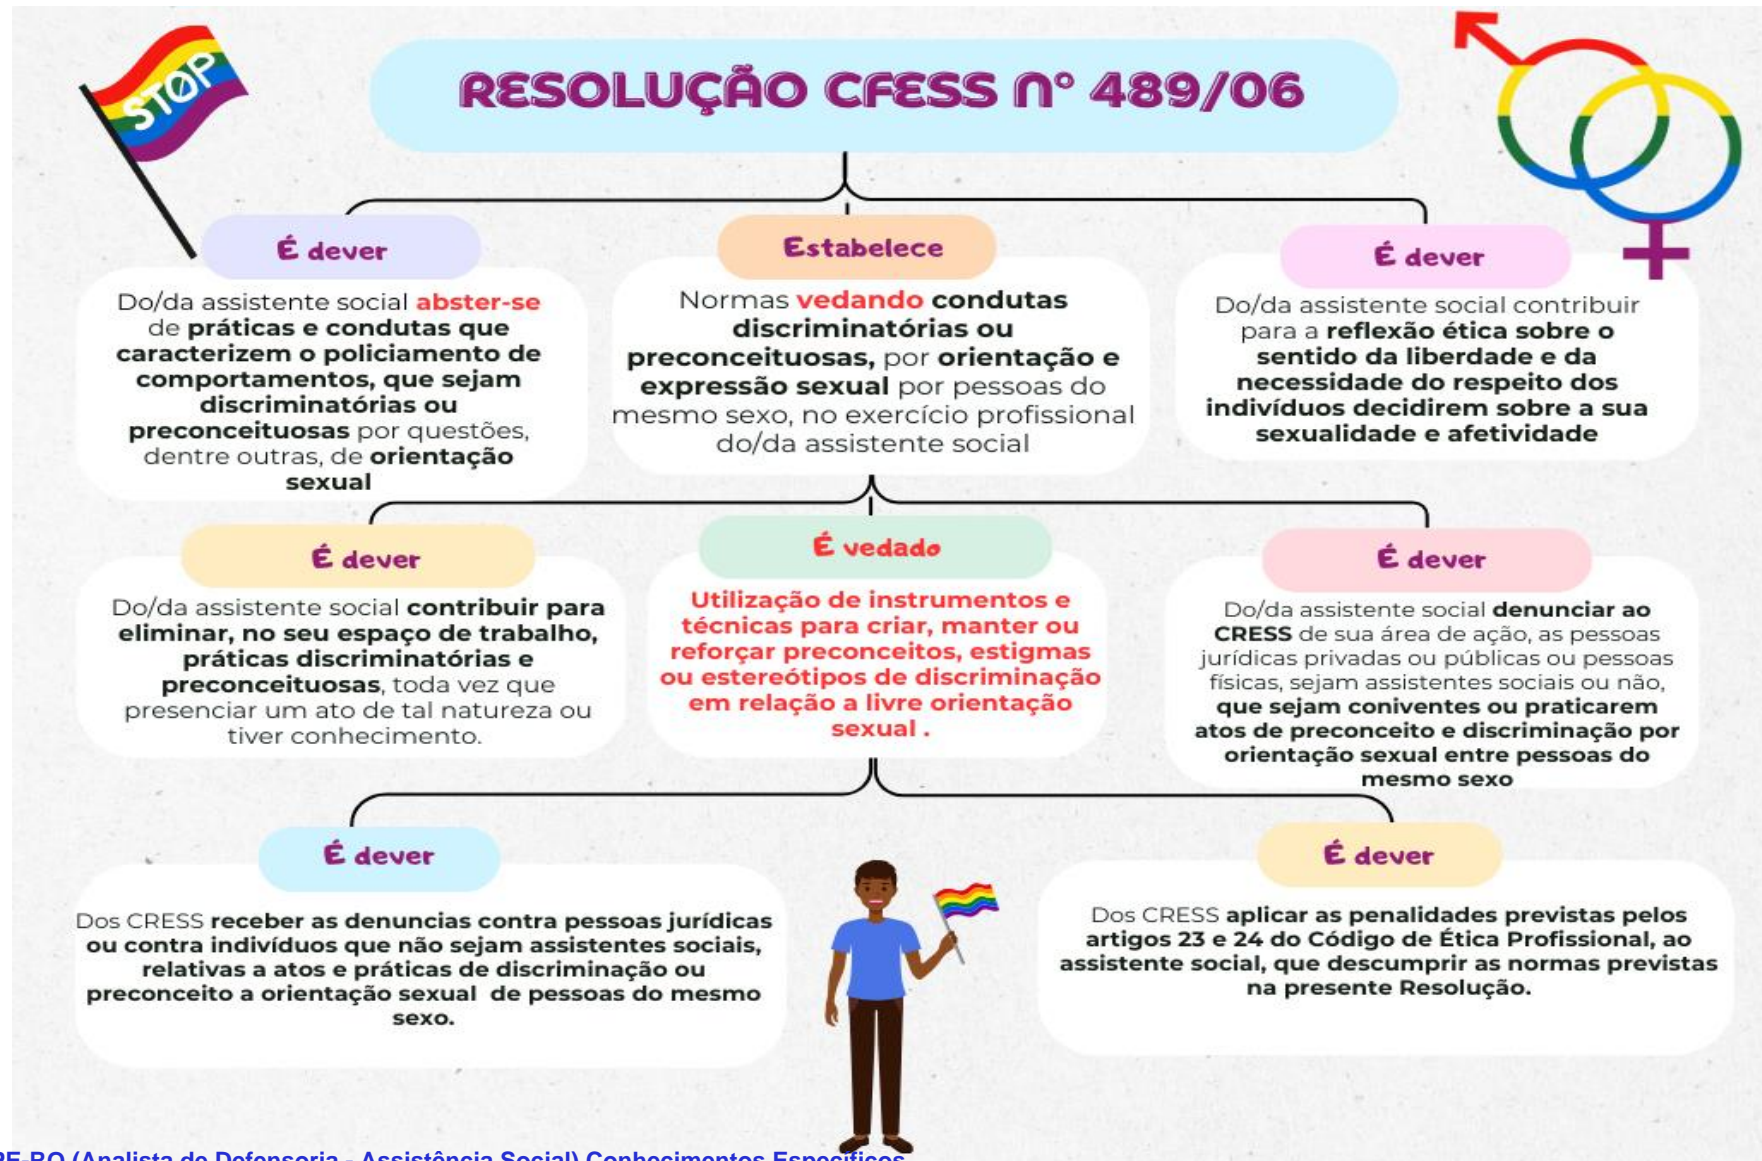 STOP
RESOLUÇÃO CFESS Nº 489/06
É dever
Do/da assistente social abster-se
de práticas e condutas que
caracterizem o policiamento de
comportamentos, que sejam
discriminatórias ou
preconceituosas por questões,
dentre outras, de orientação
sexual
Estabelece
Normas vedando condutas
discriminatórias ou
preconceituosas, por orientação e
expressão sexual por pessoas do
mesmo sexo, no exercício profissional
do/da assistente social
É dever
Do/da assistente social contribuir
para a reflexão ética sobre o
sentido da liberdade e da
necessidade do respeito dos
indivíduos decidirem sobre a sua
sexualidade e afetividade
É dever
Do/da assistente social contribuir para
eliminar, no seu espaço de trabalho,
práticas discriminatórias e
preconceituosas, toda vez que
presenciar um ato de tal natureza ou
tiver conhecimento.
É vedado
Utilização de instrumentos e
técnicas para criar, manter ou
reforçar preconceitos, estigmas
ou estereótipos de discriminação
em relação a livre orientação
sexual .
É dever
Do/da assistente social denunciar ao
CRESS de sua área de ação, as pessoas
jurídicas privadas ou públicas ou pessoas
físicas, sejam assistentes sociais ou não,
que sejam coniventes ou praticarem
atos de preconceito e discriminação por
orientação sexual entre pessoas do
mesmo sexo
É dever
Dos CRESS receber as denuncias contra pessoas jurídicas
ou contra indivíduos que não sejam assistentes sociais,
relativas a atos e práticas de discriminação ou
preconceito a orientação sexual de pessoas do mesmo
sexo.
É dever
Dos CRESS aplicar as penalidades previstas pelos
artigos 23 e 24 do Código de Ética Profissional, ao
assistente social, que descumprir as normas previstas
na presente Resolução.
(Analista de Defensoria - Assistência Social) Conhecimentos Específicos